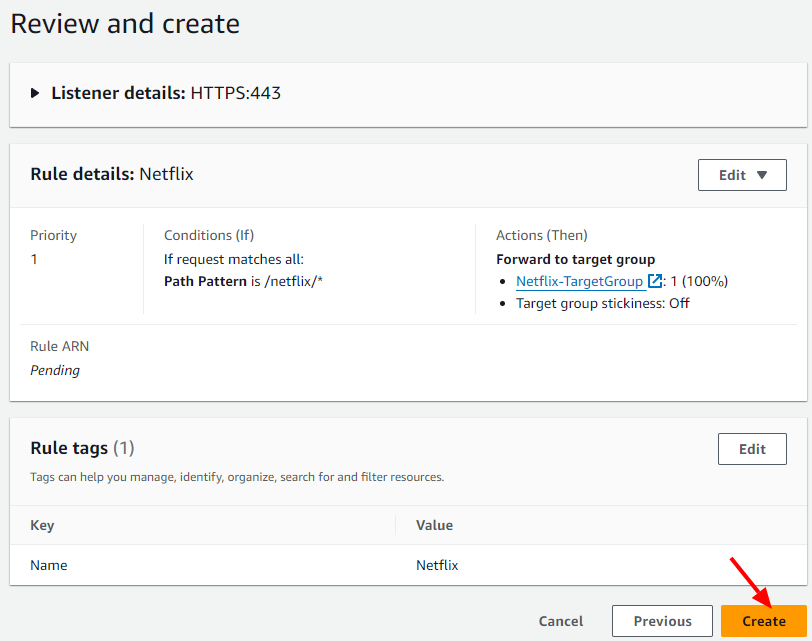 Review and create
Listener details: HTTPS:443
Rule details: Netflix
Edit
Priority
1
Conditions (If)
If request matches all:
Path Pattern is /netflix/*
Actions (Then)
Forward to target group
Netflix-TargetGroup : 1 (100%)
Target group stickiness: Off
Rule ARN
Pending
Rule tags (1)
Edit
Tags can help you manage, identify, organize, search for and filter resources.
Key Value
Name Netflix
Cancel Previous Create